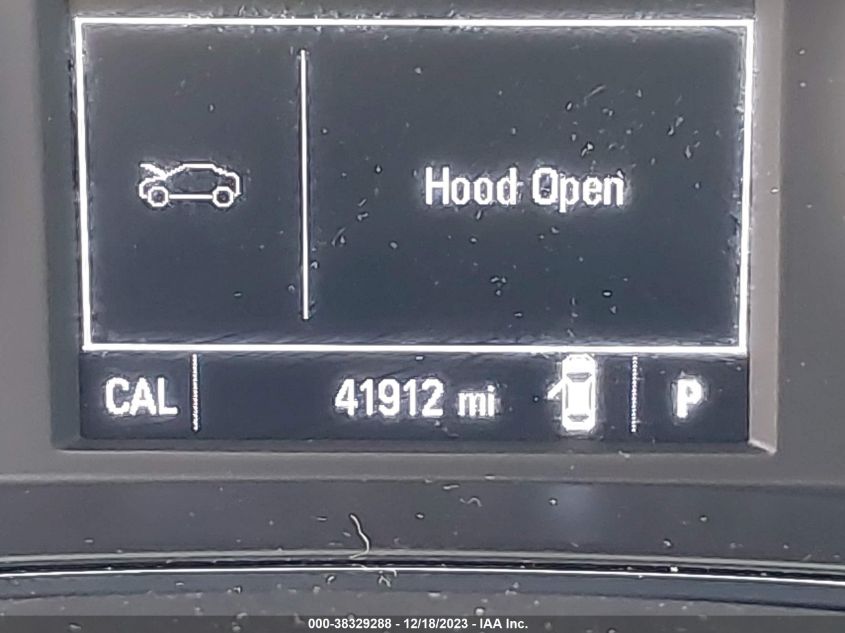 Hood Open
CAL 41912 mi P
000-38329288 - 12/18/2023 - IAA Inc.